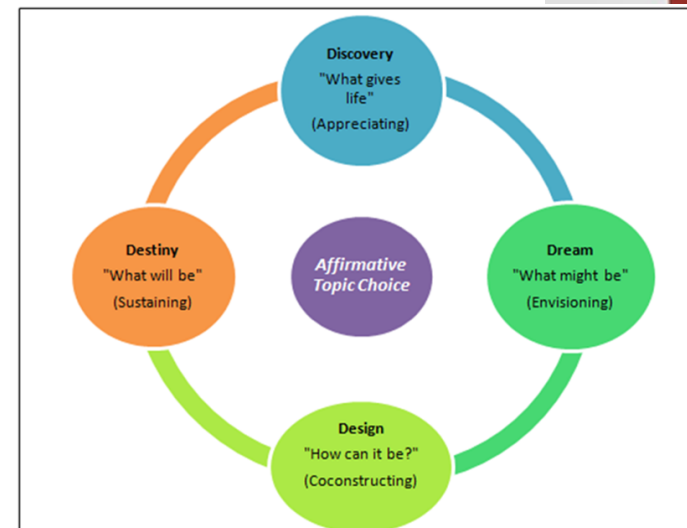 Discovery
"What gives
life"
(Appreciating)
Destiny
"What will be"
(Sustaining)
Affirmative
Topic Choice
Dream
"What might be"
(Envisioning)
Design
"How can it be?"
(Coconstructing)